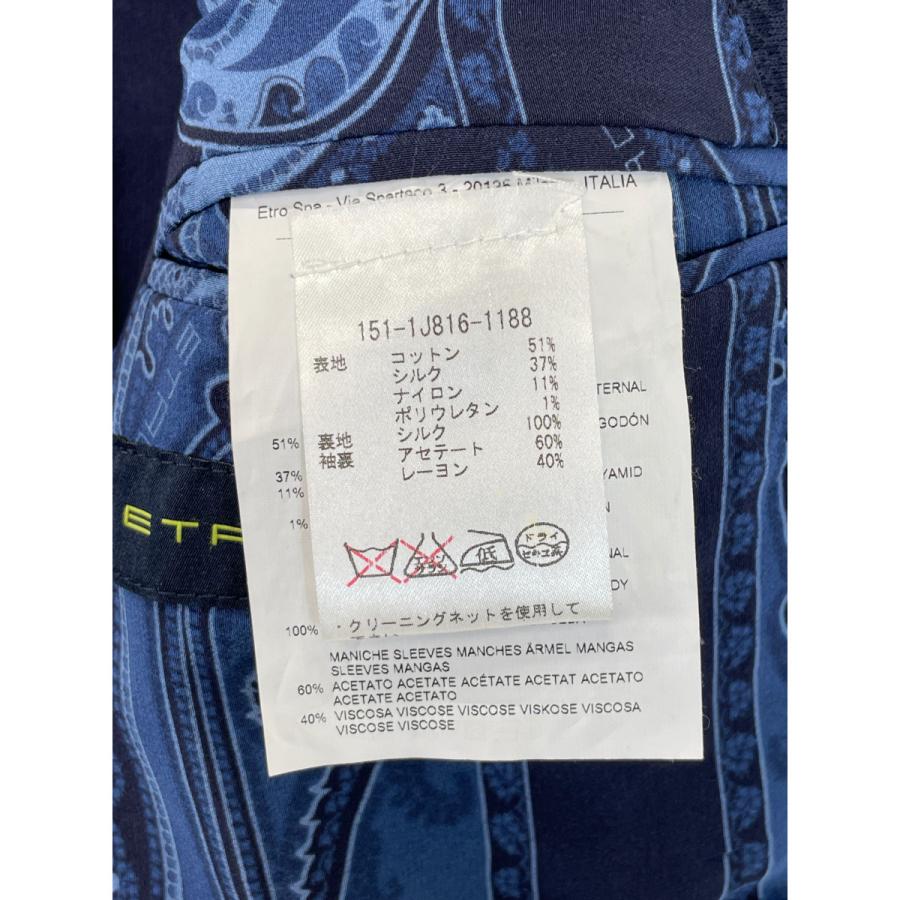 Etro Spa - Via Spartaco 3 - 20135 Milano ITALIA
151-1J816-1188
表地 コットン 51%
シルク 37%
ナイロン 11%
ポリウレタン 1%
裏地 シルク 100%
袖裏 アセテート 60%
レーヨン 40%
TERNAL
GODÓN
51%
37% YAMID
11%
1% N
NAL
DY
ETR
低
ドライ
・クリーニングネットを使用して
100%
MANICHE SLEEVES MANCHES ÄRMEL MANGAS
SLEEVES MANGAS
60% ACETATO ACETATE ACÉTATE ACETAT ACETATO
ACETATE ACETATO
40% VISCOSA VISCOSE VISCOSE VISKOSE VISCOSA
VISCOSE VISCOSE